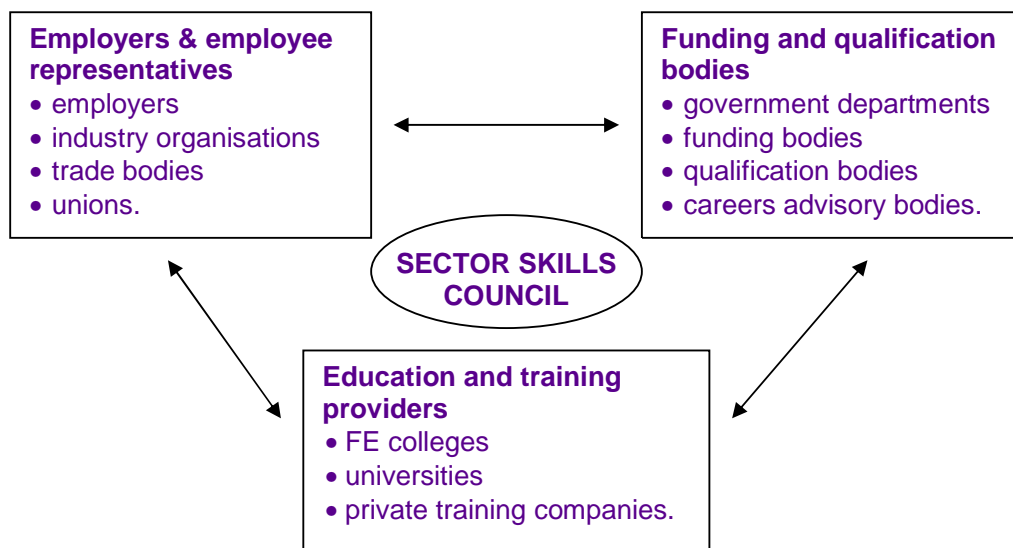 Employers & employee
representatives
• employers
• industry organisations
• trade bodies
• unions.
Funding and qualification
bodies
• government departments
• funding bodies
• qualification bodies
• careers advisory bodies.
SECTOR SKILLS
COUNCIL
Education and training
providers
• FE colleges
• universities
• private training companies.